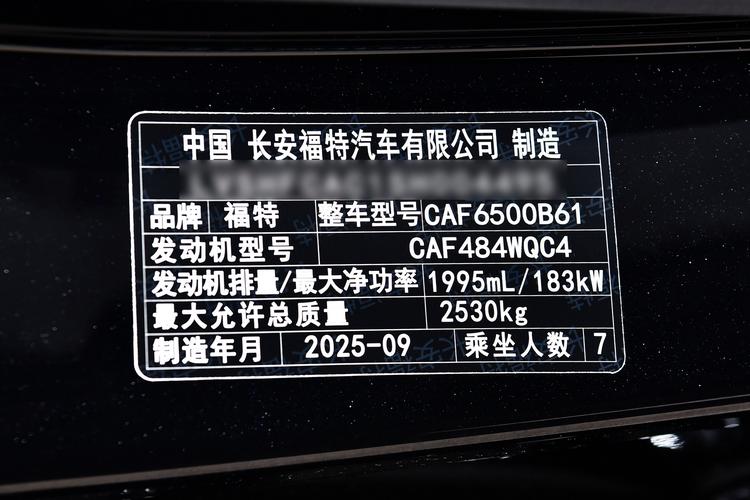 中国 长安福特汽车有限公司 制造
品牌 福特 整车型号 CAF6500B61
发动机型号 CAF484WQC4
发动机排量/最大净功率 1995mL/183kW
最大允许总质量 2530kg
制造年月 2025-09 乘坐人数 7